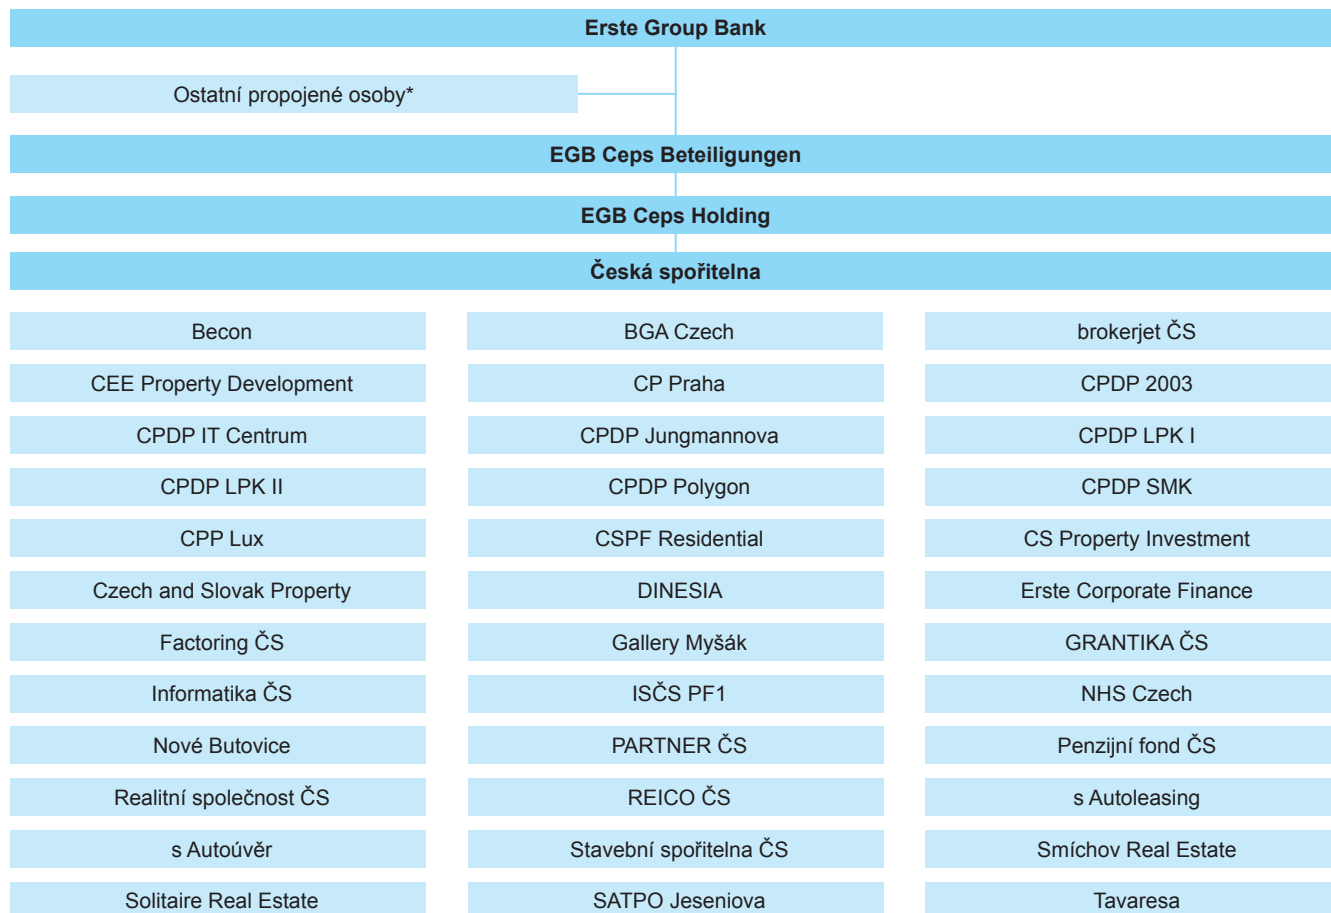 Erste Group Bank
Ostatní propojené osoby*
EGB Ceps Beteiligungen
EGB Ceps Holding
Česká spořitelna
Becon
BGA Czech
brokerjet ČS
CEE Property Development
CP Praha
CPDP 2003
CPDP IT Centrum
CPDP Jungmannova
CPDP LPK I
CPDP LPK II
CPDP Polygon
CPDP SMK
CPP Lux
CSPF Residential
CS Property Investment
Czech and Slovak Property
DINESIA
Erste Corporate Finance
Factoring ČS
Gallery Myšák
GRANTIKA ČS
Informatika ČS
ISČS PF1
NHS Czech
Nové Butovice
PARTNER ČS
Penzijní fond ČS
Realitní společnost ČS
REICO ČS
s Autoleasing
s Autoúvěr
Stavební spořitelna ČS
Smíchov Real Estate
Solitaire Real Estate
SATPO Jeseniova
Tavaresa